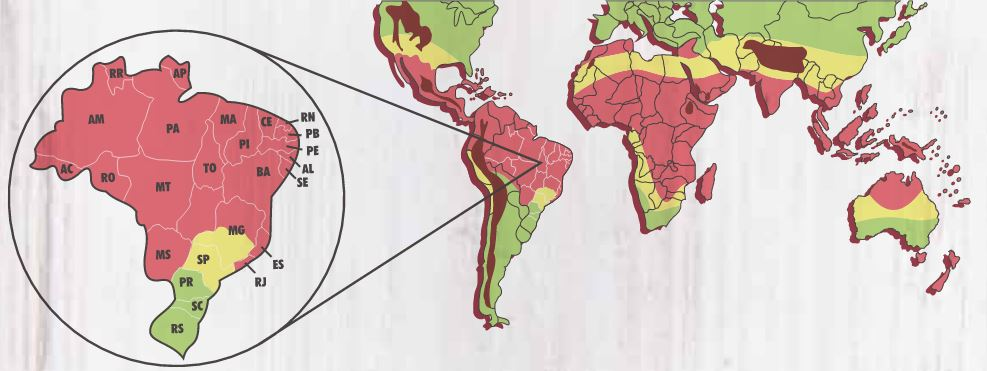 RR
AP
AM
PA
MA
CE
RN
PB
PI
PE
AC
RO
TO
AL
BA
SE
MT
MG
MS
SP
ES
PR
RJ
SC
RS